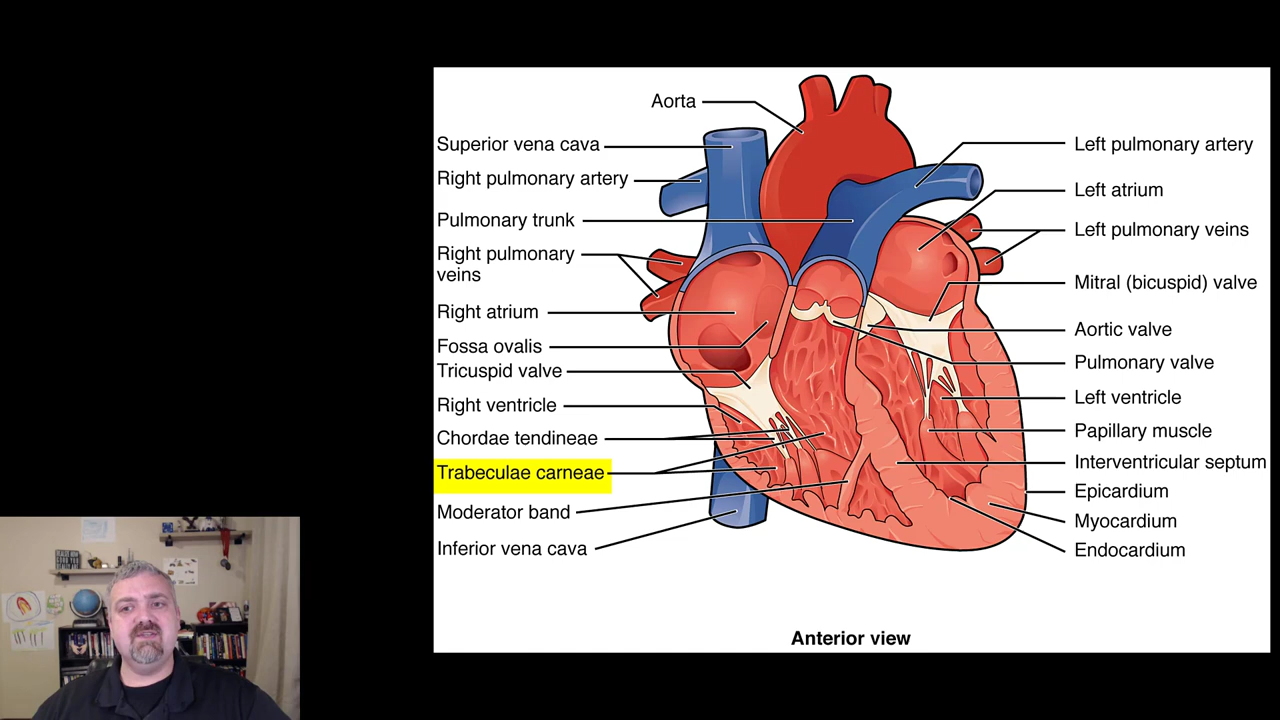 Aorta
Superior vena cava
Right pulmonary artery
Pulmonary trunk
Right pulmonary
veins
Right atrium
Fossa ovalis
Tricuspid valve
Right ventricle
Chordae tendineae
Trabeculae carneae
Moderator band
Inferior vena cava
Left pulmonary artery
Left atrium
Left pulmonary veins
Mitral (bicuspid) valve
Aortic valve
Pulmonary valve
Left ventricle
Papillary muscle
Interventricular septum
Epicardium
Myocardium
Endocardium
Anterior view